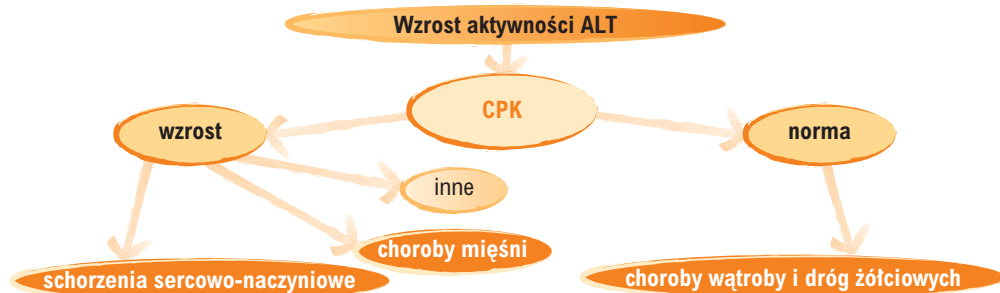 Wzrost aktywności ALT
CPK
wzrost
norma
inne
choroby mięśni
schorzenia sercowo-naczyniowe
choroby wątroby i dróg żółciowych